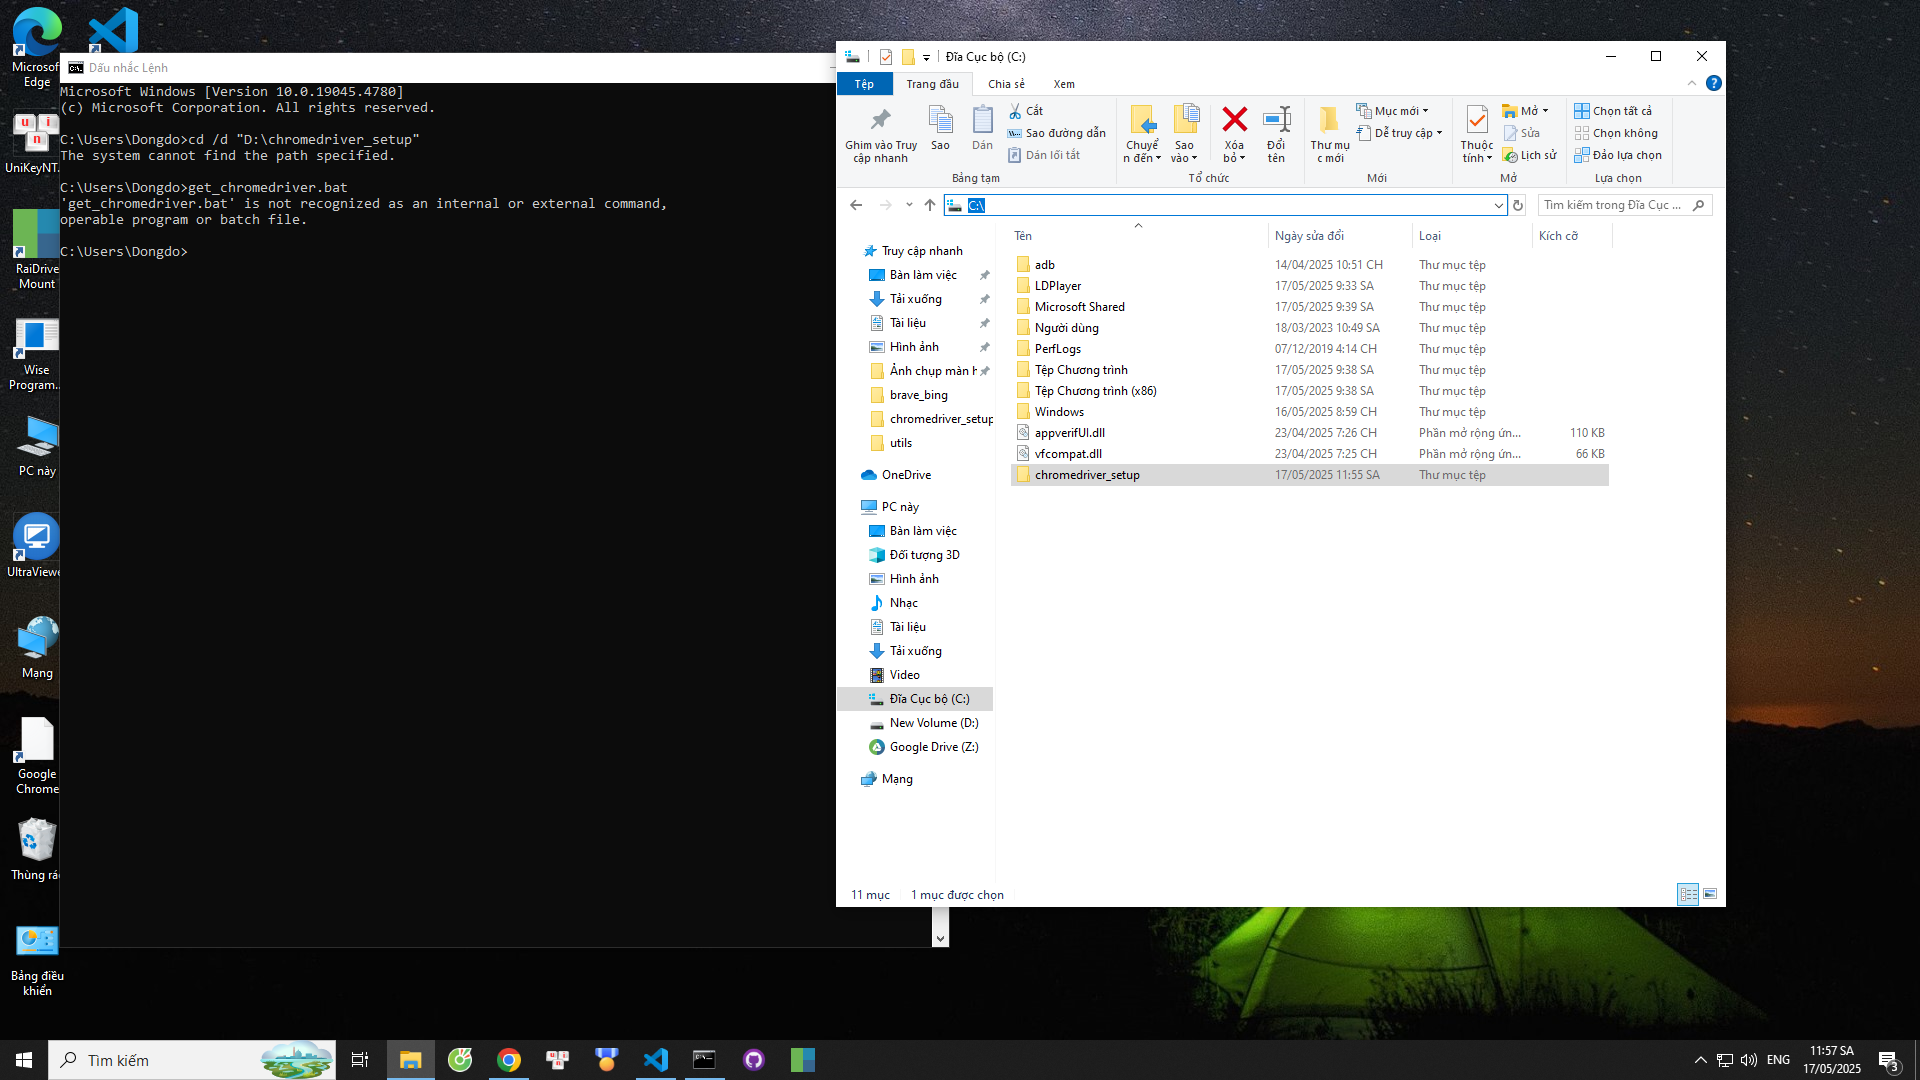 Microsoft
Edge
UniKeyNT...
RaiDrive
Mount
Wise
Program...
PC này
UltraViewe
Mạng
Google
Chrome
Thùng rác
Bảng điều
khiển
Dấu nhắc Lệnh
Microsoft Windows [Version 10.0.19045.4780]
(c) Microsoft Corporation. All rights reserved.
C:\Users\Dongdo>cd /d "D:\chromedriver_setup"
The system cannot find the path specified.
C:\Users\Dongdo>get_chromedriver.bat
'get_chromedriver.bat' is not recognized as an internal or external command,
operable program or batch file.
C:\Users\Dongdo>
Đĩa Cục bộ (C:)
Tệp Trang đầu Chia sẻ Xem
Ghim vào Truy
cập nhanh
Sao
Dán
Cắt
Sao đường dẫn
Dán lối tắt
Bảng tạm
Chuyể
n đến
Sao
vào
Xóa
bỏ
Đổi
tên
Tổ chức
Thư mụ
c mới
Mục mới
Dễ truy cập
Mới
Thuộc
tính
Mở
Sửa
Lịch sử
Mở
Chọn tất cả
Chọn không
Đảo lựa chọn
Lựa chọn
C:\
Tìm kiếm trong Đĩa Cục ...
Truy cập nhanh
Bàn làm việc
Tải xuống
Tài liệu
Hình ảnh
Ảnh chụp màn h
brave_bing
chromedriver_setup
utils
OneDrive
PC này
Bàn làm việc
Đối tượng 3D
Hình ảnh
Nhạc
Tài liệu
Tải xuống
Video
Đĩa Cục bộ (C:)
New Volume (D:)
Google Drive (Z:)
Mạng
Tên Ngày sửa đổi Loại Kích cỡ
adb 14/04/2025 10:51 CH Thư mục tệp
LDPlayer 17/05/2025 9:33 SA Thư mục tệp
Microsoft Shared 17/05/2025 9:39 SA Thư mục tệp
Người dùng 18/03/2023 10:49 SA Thư mục tệp
PerfLogs 07/12/2019 4:14 CH Thư mục tệp
Tệp Chương trình 17/05/2025 9:38 SA Thư mục tệp
Tệp Chương trình (x86) 17/05/2025 9:38 SA Thư mục tệp
Windows 16/05/2025 8:59 CH Thư mục tệp
appverifUI.dll 23/04/2025 7:26 CH Phần mở rộng ứn... 110 KB
vfcompat.dll 23/04/2025 7:25 CH Phần mở rộng ứn... 66 KB
chromedriver_setup 17/05/2025 11:55 SA Thư mục tệp
11 mục 1 mục được chọn
Tìm kiếm
ENG
11:57 SA
17/05/2025
3